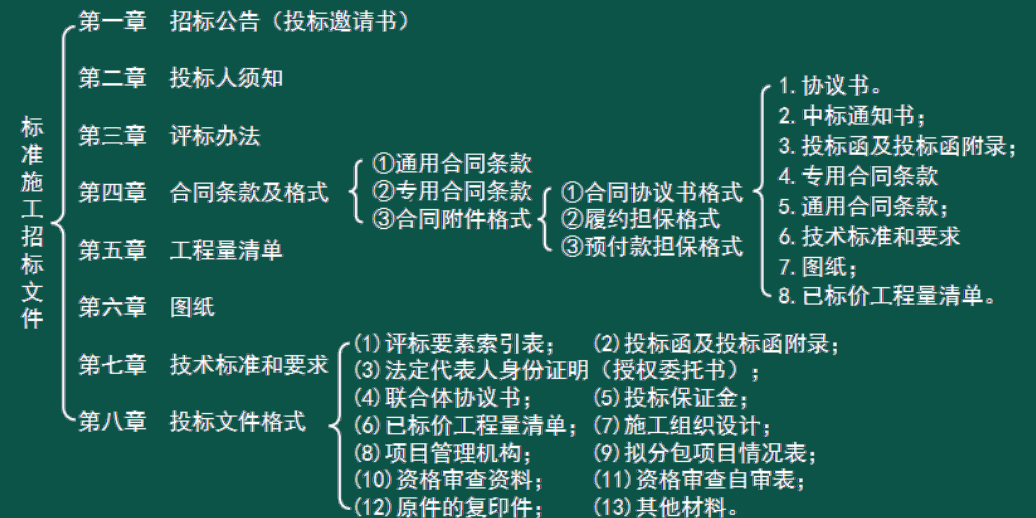 标准施工招标文件
第一章 招标公告（投标邀请书）
第二章 投标人须知
第三章 评标办法
第四章 合同条款及格式
①通用合同条款
②专用合同条款
③合同附件格式
①合同协议书格式
②履约担保格式
③预付款担保格式
1.协议书。
2.中标通知书；
3.投标函及投标函附录；
4.专用合同条款
5.通用合同条款；
6.技术标准和要求
7.图纸；
8.已标价工程量清单。
第五章 工程量清单
第六章 图纸
第七章 技术标准和要求
第八章 投标文件格式
(1)评标要素索引表； (2)投标函及投标函附录；
(3)法定代表人身份证明（授权委托书）；
(4)联合体协议书； (5)投标保证金；
(6)已标价工程量清单；(7)施工组织设计；
(8)项目管理机构； (9)拟分包项目情况表；
(10)资格审查资料； (11)资格审查自审表；
(12)原件的复印件； (13)其他材料。